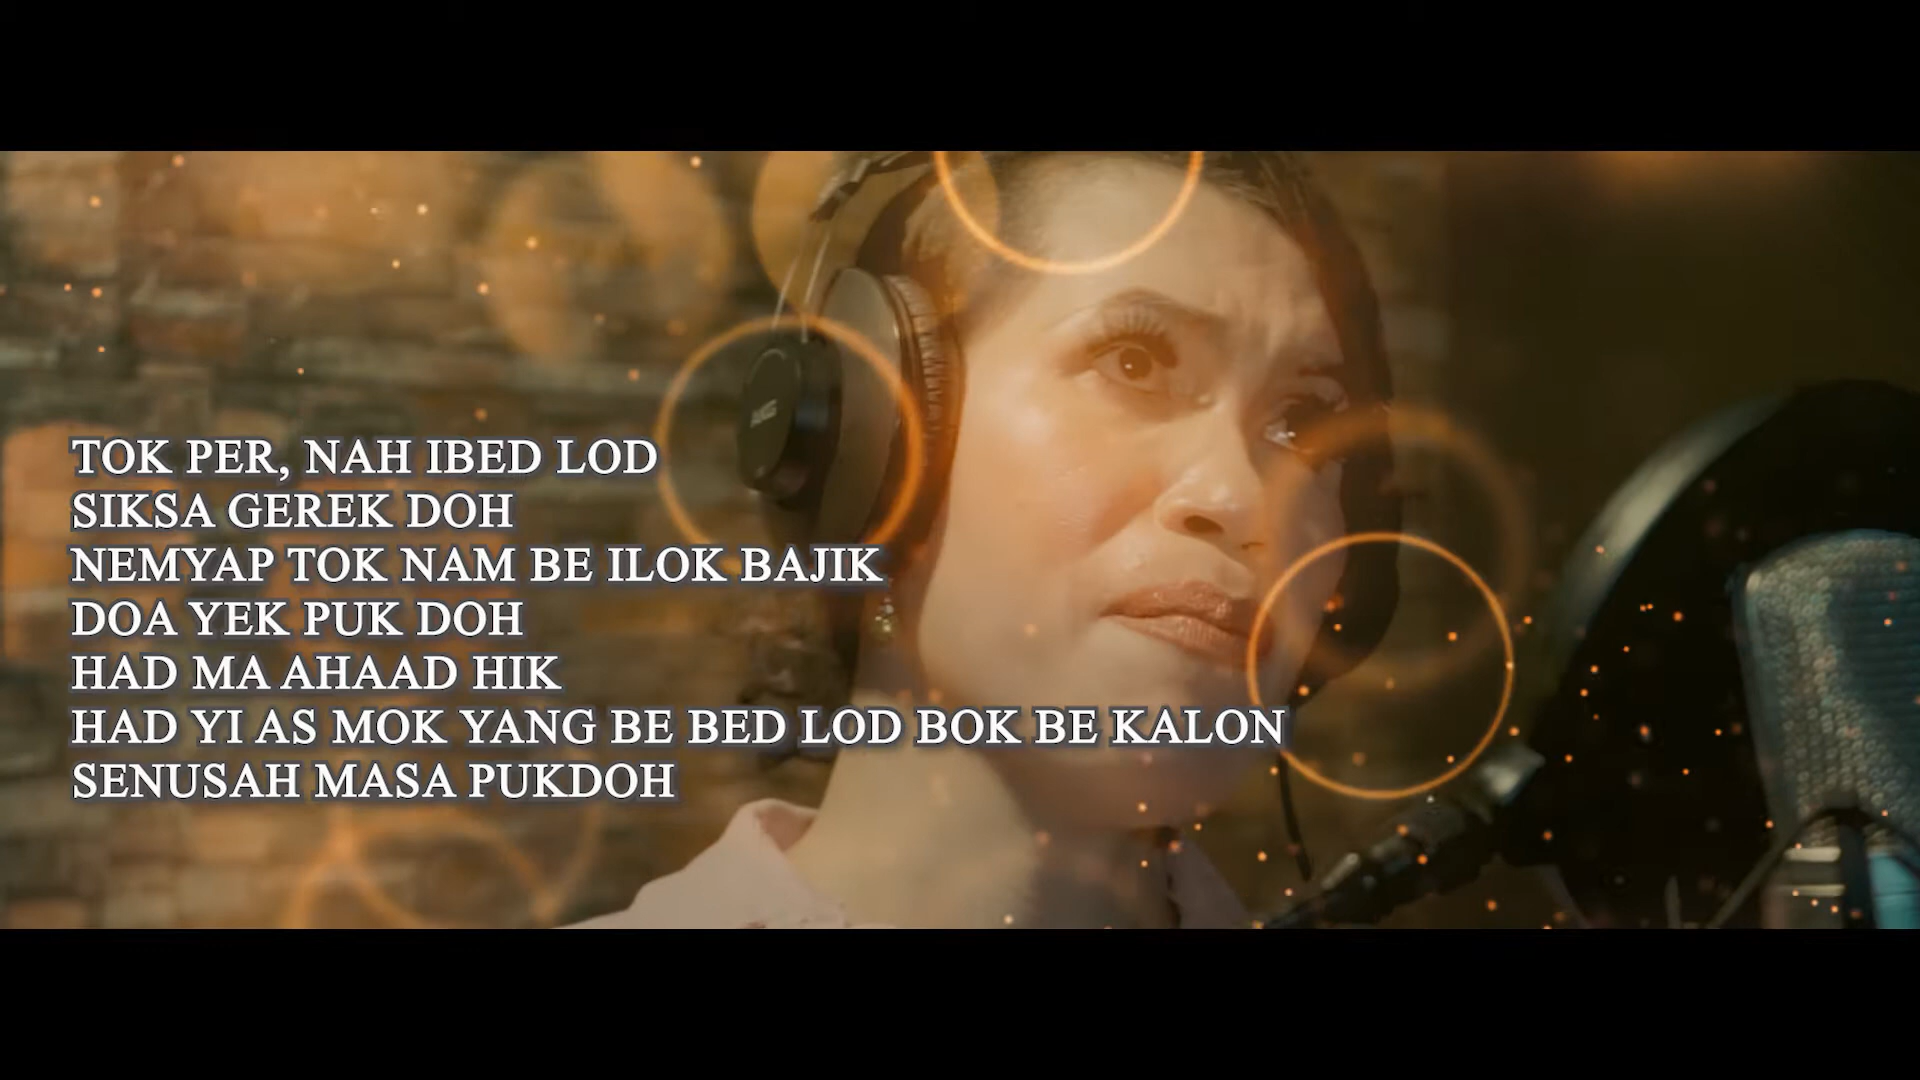 TOK PER, NAH IBED LOD
SIKSA GEREK DOH
NEMYAP TOK NAM BE ILOK BAJIK
DOA YEK PUK DOH
HAD MA AHAAD HIK
HAD YI AS MOK YANG BE BED LOD BOK BE KALON
SENUSAH MASA PUKDOH
AKG